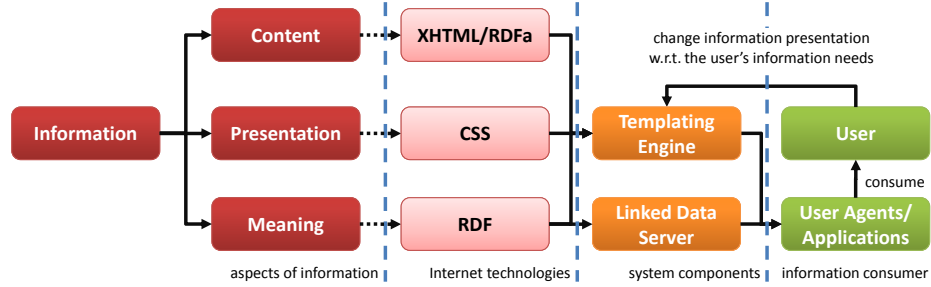 Content
XHTML/RDFa
change information presentation
w.r.t. the user's information needs
Information
Presentation
CSS
Templating
Engine
User
consume
Meaning
RDF
Linked Data
Server
User Agents/
Applications
aspects of information
Internet technologies
system components
information consumer